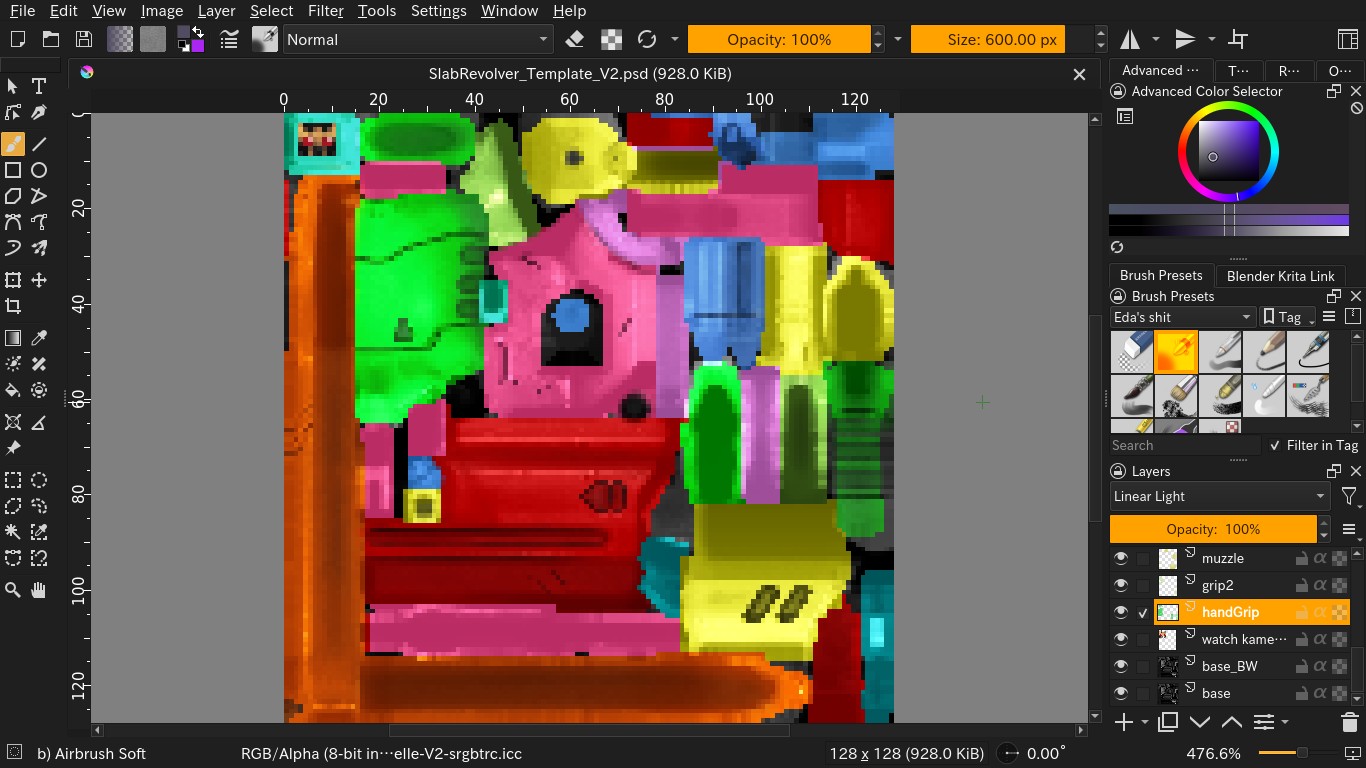 File Edit View Image Layer Select Filter Tools Settings Window Help
Normal Opacity: 100% Size: 600.00 px
SlabRevolver_Template_V2.psd (928.0 KiB)
Advanced ··· T··· R··· O···
Advanced Color Selector
0 20 40 60 80 100 120
20
40
60
80
100
120
Brush Presets Blender Krita Link
Brush Presets
Eda's shit Tag
Search Filter in Tag
Layers
Linear Light
Opacity: 100%
muzzle
grip2
handGrip
watch kame···
base_BW
base
b) Airbrush Soft RGB/Alpha (8-bit in···elle-V2-srgbtrc.icc 128 x 128 (928.0 KiB) 0.00° 476.6%